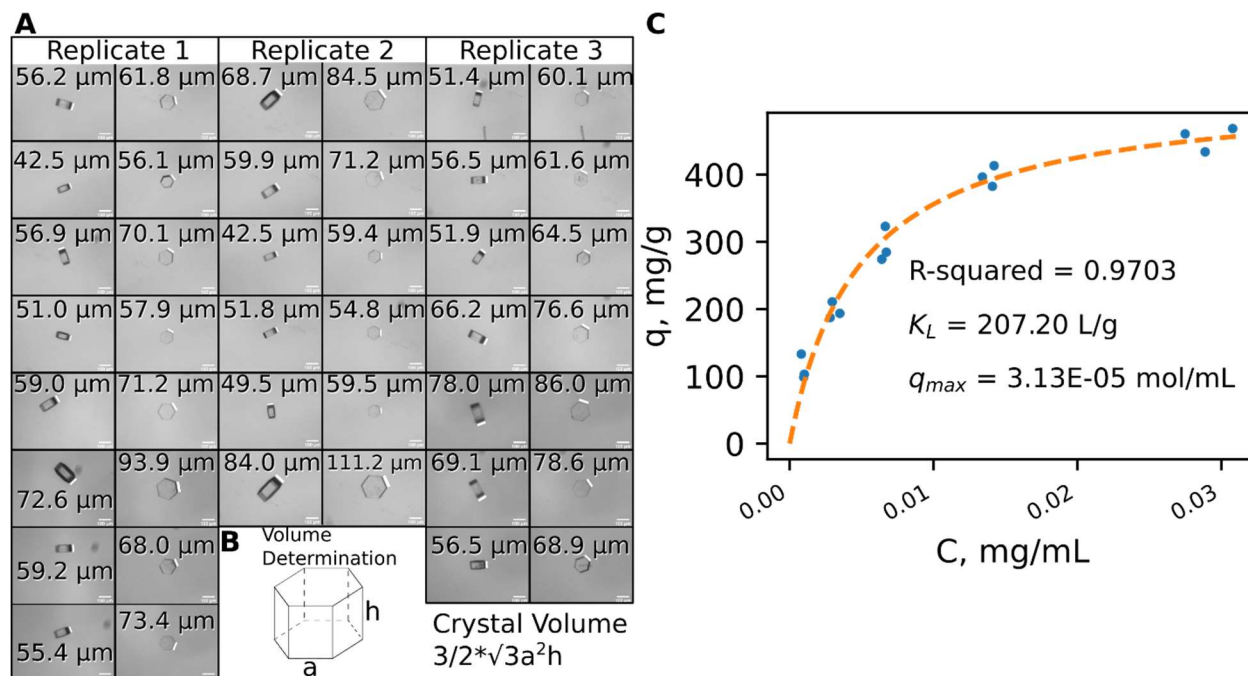 A
Replicate 1 Replicate 2 Replicate 3
56.2 μm 61.8 μm 68.7 μm 84.5 μm 51.4 μm 60.1 μm
42.5 μm 56.1 μm 59.9 μm 71.2 μm 56.5 μm 61.6 μm
56.9 μm 70.1 μm 42.5 μm 59.4 μm 51.9 μm 64.5 μm
51.0 μm 57.9 μm 51.8 μm 54.8 μm 66.2 μm 76.6 μm
59.0 μm 71.2 μm 49.5 μm 59.5 μm 78.0 μm 86.0 μm
72.6 μm 93.9 μm 84.0 μm 111.2 μm 69.1 μm 78.6 μm
59.2 μm 68.0 μm 56.5 μm 68.9 μm
55.4 μm 73.4 μm
B
Volume
Determination
h
a
Crystal Volume
3/2*√3a²h
C
q, mg/g
400
300
200
100
0
R-squared = 0.9703
K_L = 207.20 L/g
q_max = 3.13E-05 mol/mL
0.00 0.01 0.02 0.03
C, mg/mL